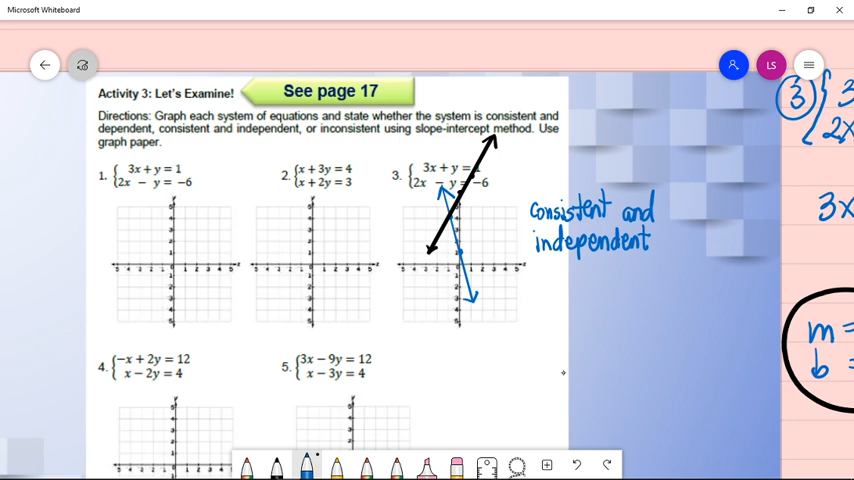 Microsoft Whiteboard
LS
Activity 3: Let's Examine!
See page 17
Directions: Graph each system of equations and state whether the system is consistent and
dependent, consistent and independent, or inconsistent using slope-intercept method. Use
graph paper.
1. { 3x + y = 1
2x - y = -6
2. { x + 3y = 4
x + 2y = 3
3. { 3x + y =
2x - y = -6
consistent and
independent
4. { -x + 2y = 12
x - 2y = 4
5. { 3x - 9y = 12
x - 3y = 4
3 { 3
2x
3x
m =
b =